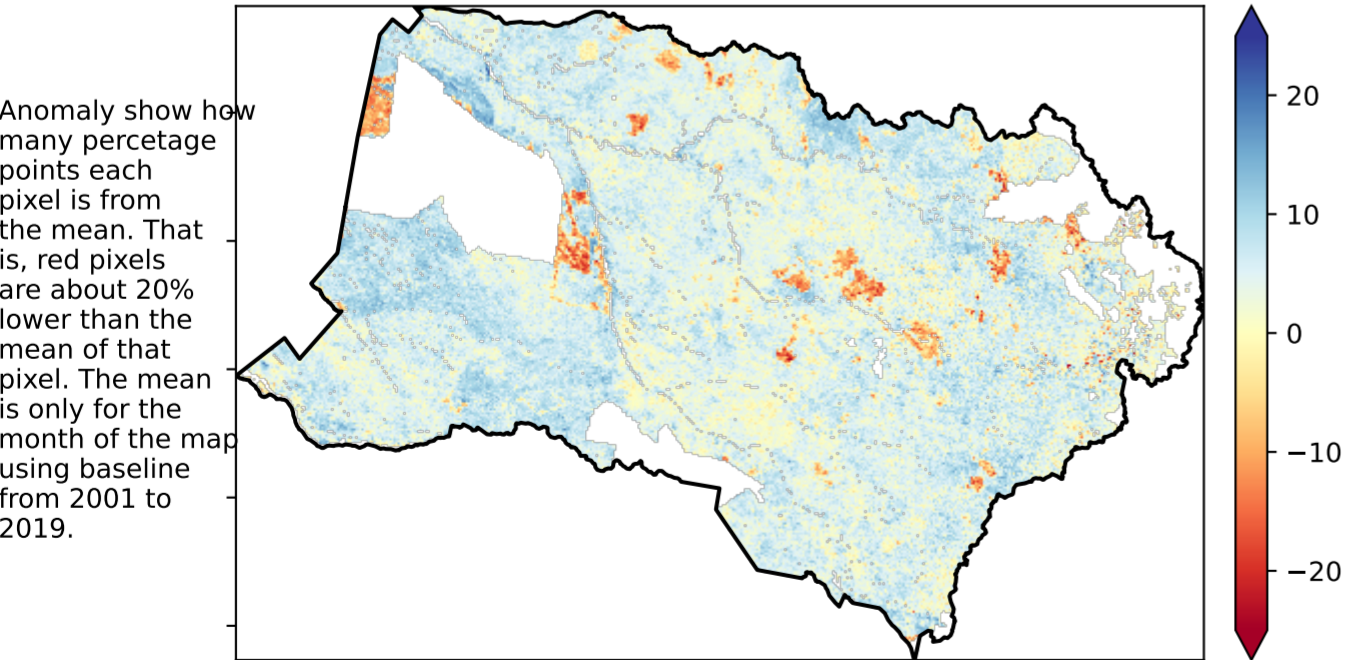 Anomaly show how
many percetage
points each
pixel is from
the mean. That
is, red pixels
are about 20%
lower than the
mean of that
pixel. The mean
is only for the
month of the map
using baseline
from 2001 to
2019.
20
10
0
−10
−20